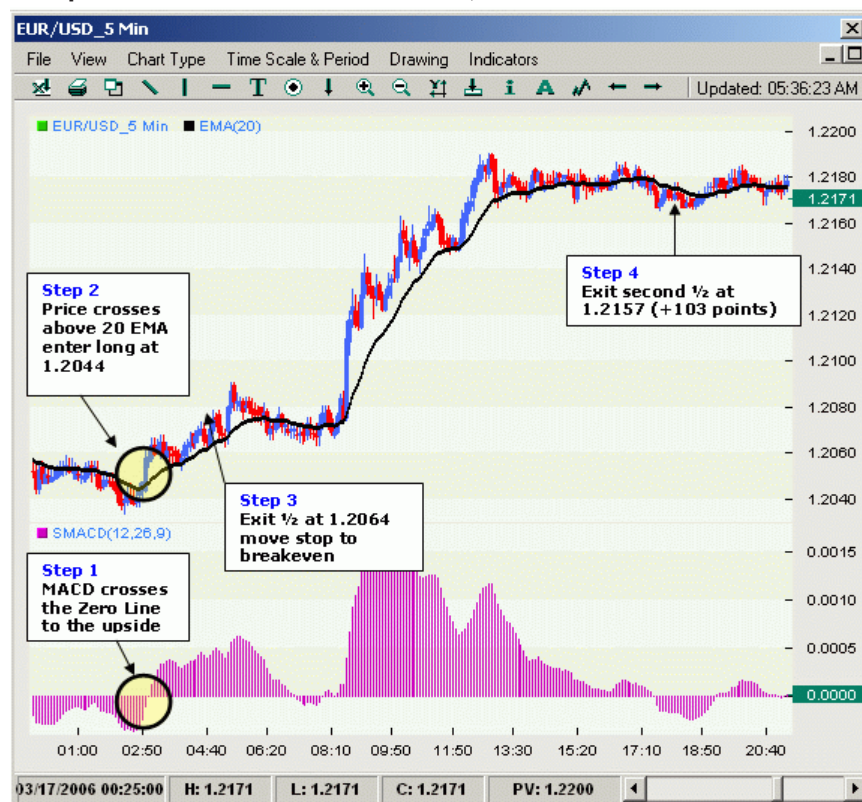 EUR/USD_5 Min
File View Chart Type Time Scale & Period Drawing Indicators
T i A Updated: 05:36:23 AM
EUR/USD_5 Min EMA(20)
1.2200
1.2180
1.2171
1.2160
1.2140
1.2120
1.2100
1.2080
1.2060
1.2040
Step 2
Price crosses
above 20 EMA
enter long at
1.2044
Step 4
Exit second ½ at
1.2157 (+103 points)
Step 3
Exit ½ at 1.2064
move stop to
breakeven
SMACD(12,26,9)
Step 1
MACD crosses
the Zero Line
to the upside
0.0015
0.0010
0.0005
0.0000
01:00 02:50 04:40 06:20 08:10 09:50 11:50 13:30 15:20 17:10 18:50 20:40
03/17/2006 00:25:00 H: 1.2171 L: 1.2171 C: 1.2171 PV: 1.2200